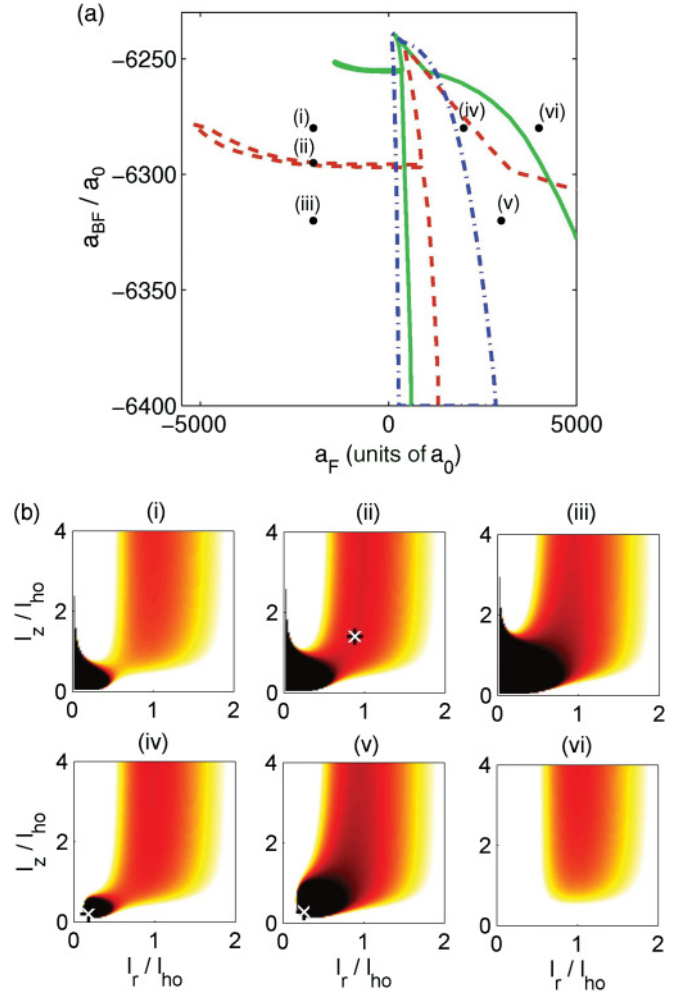 (a)
−6250
−6300
−6350
−6400
a_BF / a_0
(i)
(ii)
(iii)
(iv)
(v)
(vi)
−5000 0 5000
a_F (units of a_0)
(b)
(i) (ii) (iii)
l_z / l_ho
4
2
0
0 1 2
4
2
0
0 1 2
4
2
0
0 1 2
(iv) (v) (vi)
l_z / l_ho
4
2
0
0 1 2
4
2
0
0 1 2
4
2
0
0 1 2
l_r / l_ho l_r / l_ho l_r / l_ho